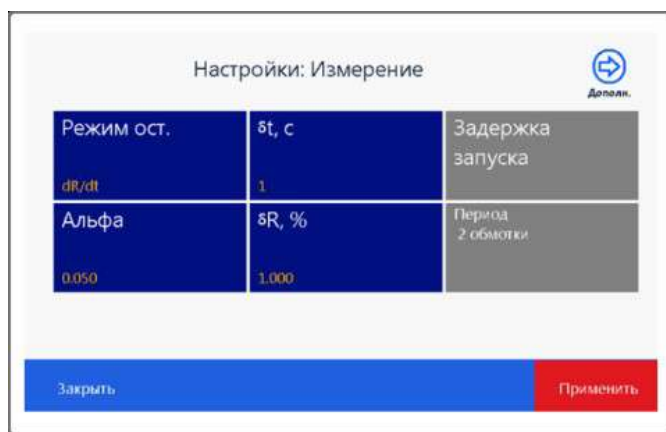 Настройки: Измерение
Дополн.
Режим ост.
dR/dt
δt, с
1
Задержка
запуска
Альфа
0.050
δR, %
1.000
Период
2 обмотки
Закрыть
Применить